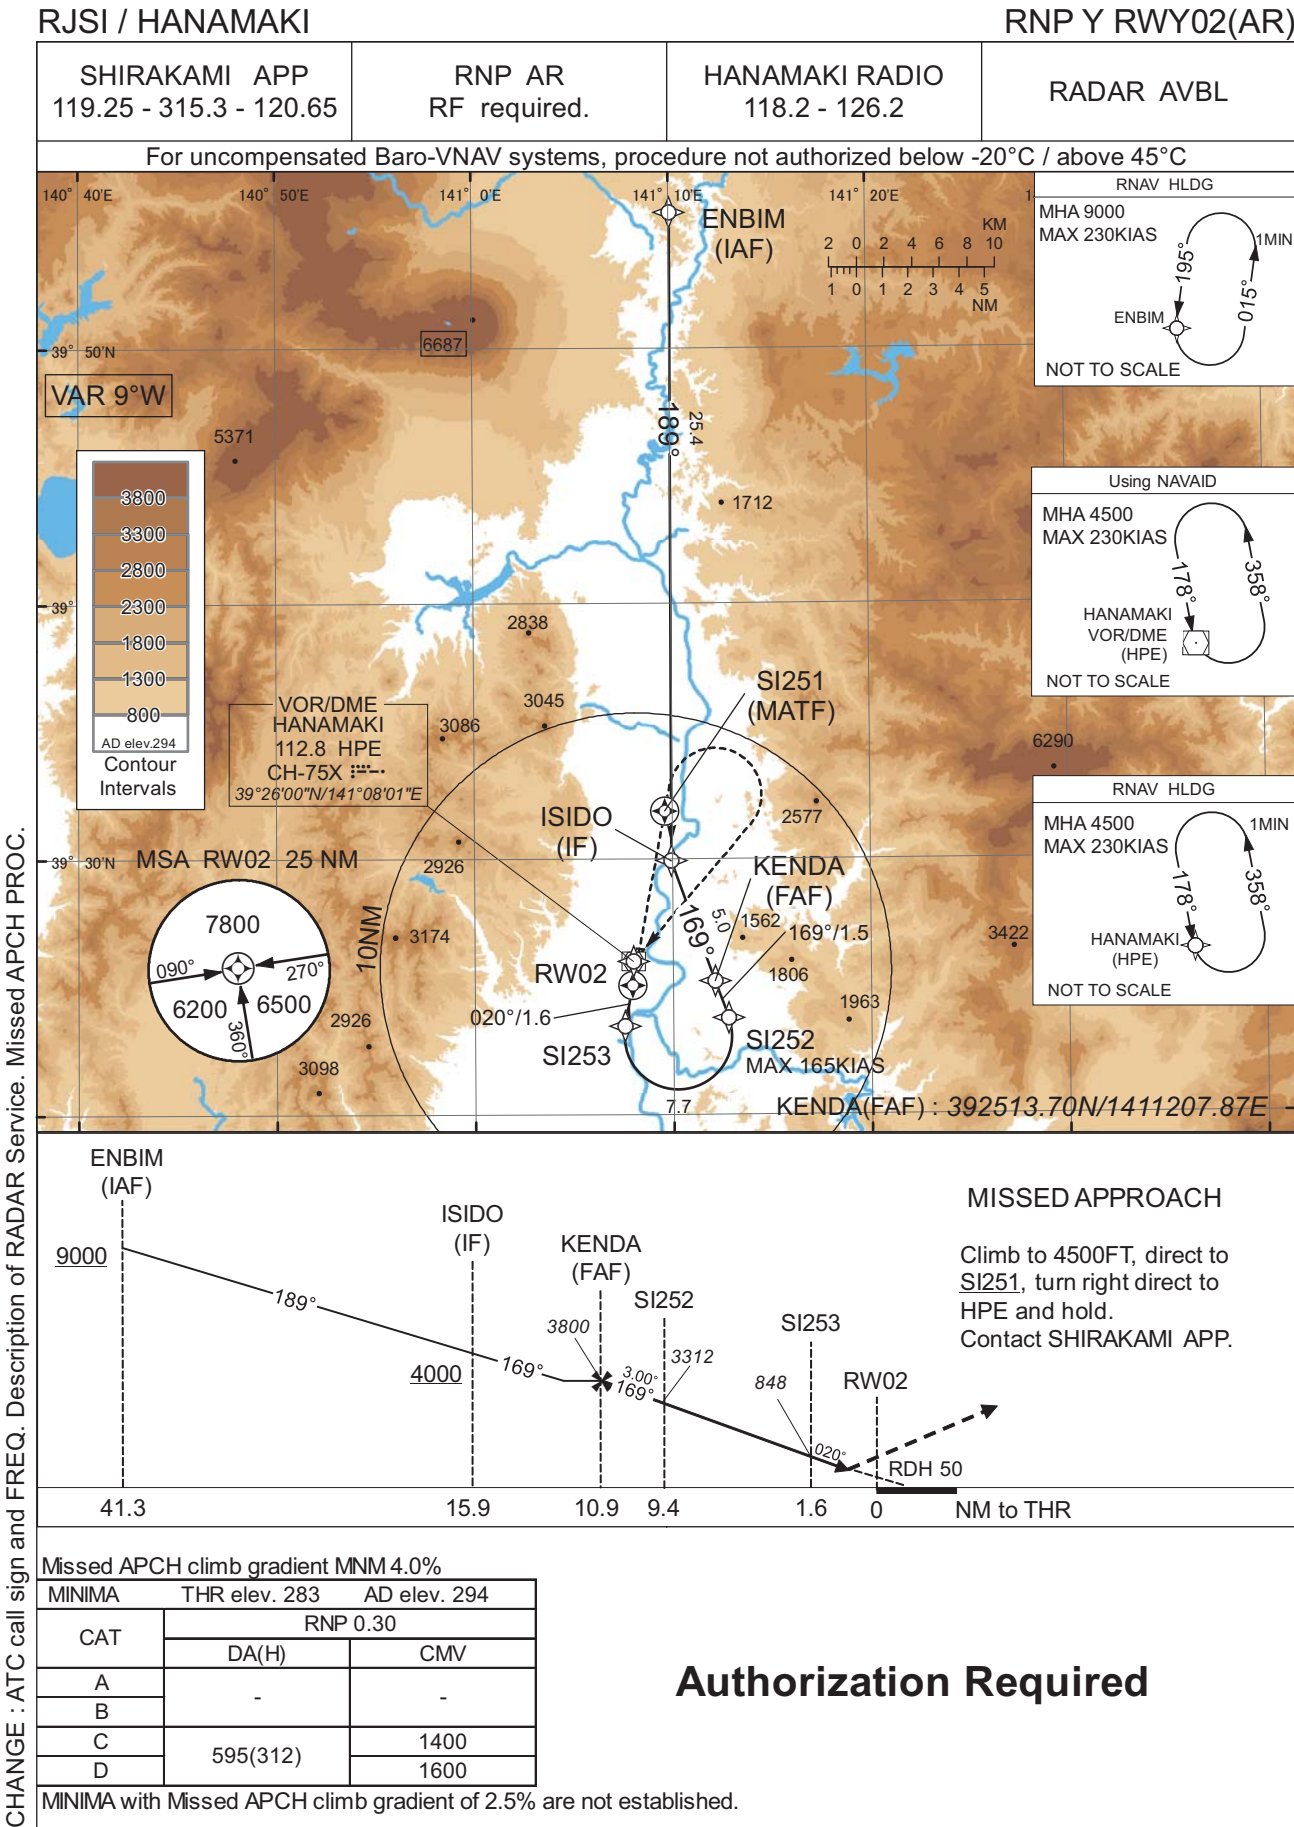 RJSI / HANAMAKI
RNP Y RWY02(AR)
SHIRAKAMI APP
119.25 - 315.3 - 120.65
RNP AR
RF required.
HANAMAKI RADIO
118.2 - 126.2
RADAR AVBL
For uncompensated Baro-VNAV systems, procedure not authorized below -20°C / above 45°C
140° 40'E
140° 50'E
141° 0'E
141° 10'E
141° 20'E
ENBIM
(IAF)
KM
2 0 2 4 6 8 10
1 0 1 2 3 4 5
NM
RNAV HLDG
MHA 9000
MAX 230KIAS
1MIN
195°
015°
ENBIM
NOT TO SCALE
6687
39° 50'N
VAR 9°W
5371
189°
25.4
1712
3800
3300
2800
2300
1800
1300
800
AD elev.294
Contour
Intervals
39°
Using NAVAID
MHA 4500
MAX 230KIAS
178°
358°
HANAMAKI
VOR/DME
(HPE)
NOT TO SCALE
2838
3045
3086
VOR/DME
HANAMAKI
112.8 HPE
CH-75X
39°26'00"N/141°08'01"E
SI251
(MATF)
6290
2577
ISIDO
(IF)
RNAV HLDG
MHA 4500
MAX 230KIAS
1MIN
178°
358°
HANAMAKI
(HPE)
NOT TO SCALE
39° 30'N
MSA RW02 25 NM
7800
090°
270°
6200
6500
360°
2926
KENDA
(FAF)
169°
5.0
1562
169°/1.5
3422
3174
10NM
1806
RW02
1963
020°/1.6
2926
SI253
SI252
MAX 165KIAS
3098
7.7
KENDA(FAF) : 392513.70N/1411207.87E
ENBIM
(IAF)
9000
189°
ISIDO
(IF)
4000
169°
KENDA
(FAF)
3800
SI252
3.00°
169°
3312
SI253
848
RW02
020°
RDH 50
41.3
15.9
10.9
9.4
1.6
0
NM to THR
MISSED APPROACH
Climb to 4500FT, direct to
SI251, turn right direct to
HPE and hold.
Contact SHIRAKAMI APP.
Missed APCH climb gradient MNM 4.0%
MINIMA THR elev. 283 AD elev. 294
CAT
RNP 0.30
DA(H)
CMV
A
-
-
B
C
595(312)
1400
D
1600
MINIMA with Missed APCH climb gradient of 2.5% are not established.
Authorization Required
CHANGE : ATC call sign and FREQ. Description of RADAR Service. Missed APCH PROC.